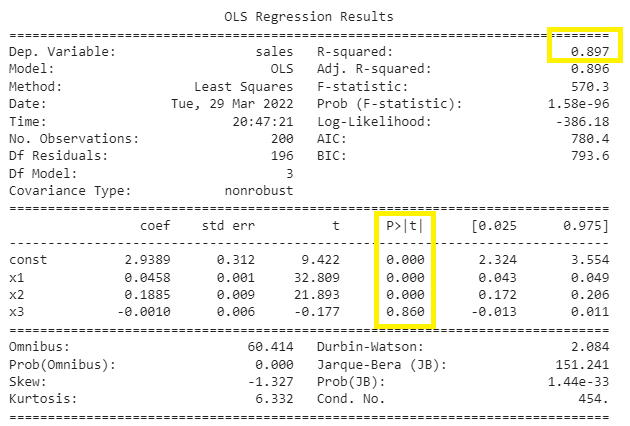 OLS Regression Results
==============================================================================
Dep. Variable: sales R-squared: 0.897
Model: OLS Adj. R-squared: 0.896
Method: Least Squares F-statistic: 570.3
Date: Tue, 29 Mar 2022 Prob (F-statistic): 1.58e-96
Time: 20:47:21 Log-Likelihood: -386.18
No. Observations: 200 AIC: 780.4
Df Residuals: 196 BIC: 793.6
Df Model: 3
Covariance Type: nonrobust
==============================================================================
coef std err t P>|t| [0.025 0.975]
------------------------------------------------------------------------------
const 2.9389 0.312 9.422 0.000 2.324 3.554
x1 0.0458 0.001 32.809 0.000 0.043 0.049
x2 0.1885 0.009 21.893 0.000 0.172 0.206
x3 -0.0010 0.006 -0.177 0.860 -0.013 0.011
==============================================================================
Omnibus: 60.414 Durbin-Watson: 2.084
Prob(Omnibus): 0.000 Jarque-Bera (JB): 151.241
Skew: -1.327 Prob(JB): 1.44e-33
Kurtosis: 6.332 Cond. No. 454.
==============================================================================